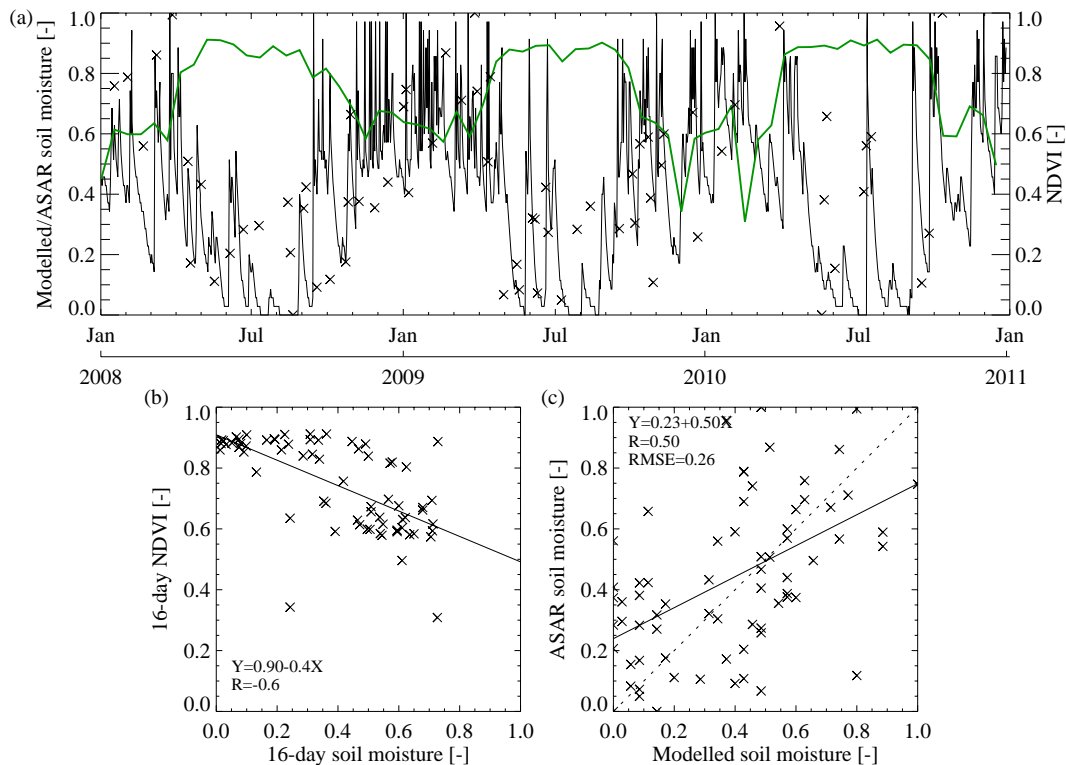 (a)
Modelled/ASAR soil moisture [-]
1.0
0.8
0.6
0.4
0.2
0.0
1.0
0.8
0.6
0.4
0.2
0.0
NDVI [-]
Jan Jul Jan Jul Jan Jul Jan
2008 2009 2010 2011
(b)
16-day NDVI [-]
1.0
0.8
0.6
0.4
0.2
0.0
Y=0.90-0.4X
R=-0.6
0.0 0.2 0.4 0.6 0.8 1.0
16-day soil moisture [-]
(c)
ASAR soil moisture [-]
1.0
0.8
0.6
0.4
0.2
0.0
Y=0.23+0.50X
R=0.50
RMSE=0.26
0.0 0.2 0.4 0.6 0.8 1.0
Modelled soil moisture [-]